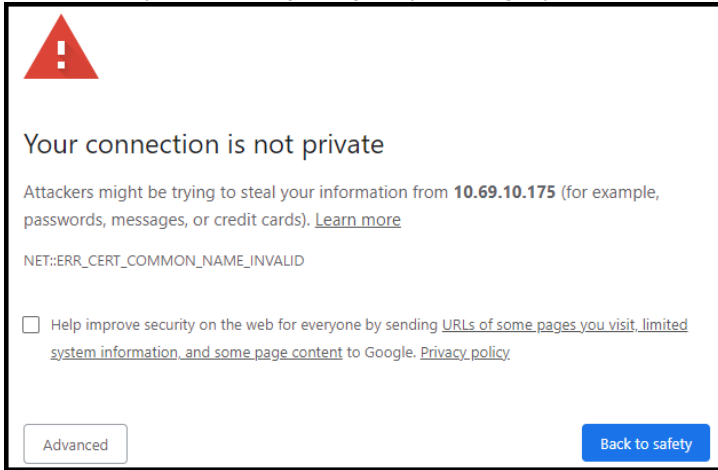 Your connection is not private
Attackers might be trying to steal your information from 10.69.10.175 (for example,
passwords, messages, or credit cards). Learn more
NET::ERR_CERT_COMMON_NAME_INVALID
Help improve security on the web for everyone by sending URLs of some pages you visit, limited
system information, and some page content to Google. Privacy policy
Advanced
Back to safety